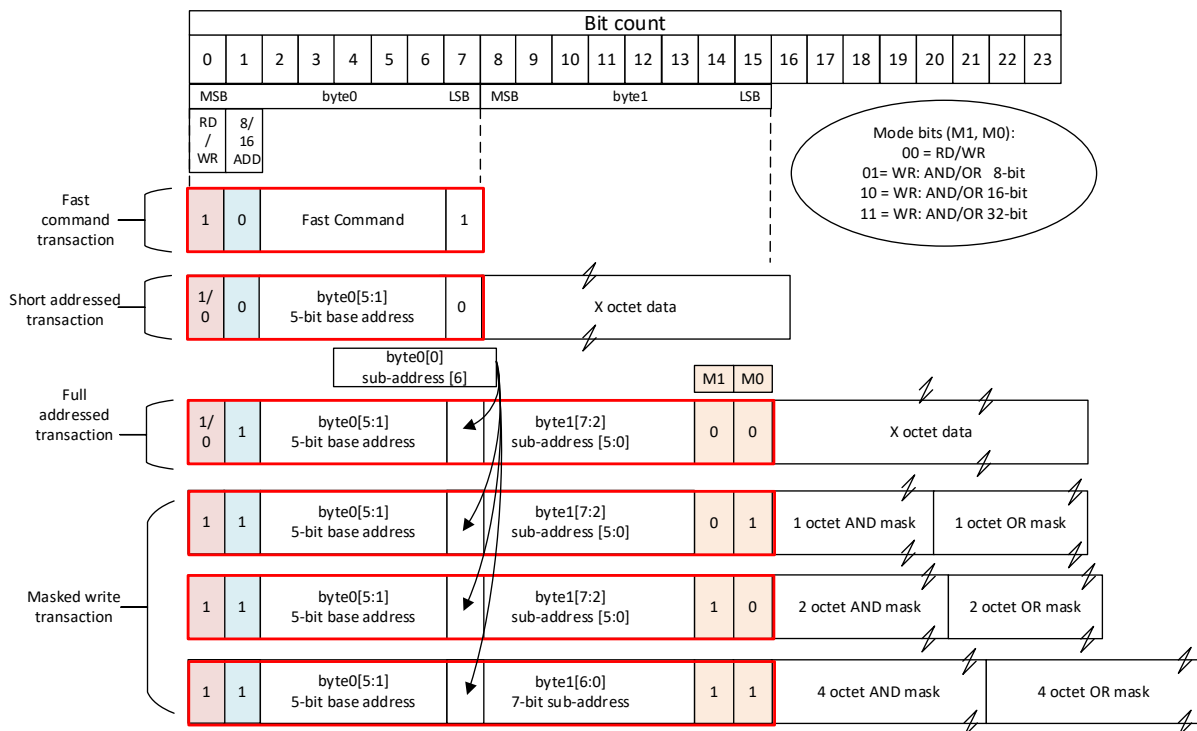 Bit count
0 1 2 3 4 5 6 7 8 9 10 11 12 13 14 15 16 17 18 19 20 21 22 23
MSB byte0 LSB MSB byte1 LSB
RD
/
WR
8/
16
ADD
Mode bits (M1, M0):
00 = RD/WR
01= WR: AND/OR 8-bit
10 = WR: AND/OR 16-bit
11 = WR: AND/OR 32-bit
Fast
command
transaction
1 0 Fast Command 1
Short addressed
transaction
1/
0
0
byte0[5:1]
5-bit base address
0
X octet data
byte0[0]
sub-address [6]
M1 M0
Full
addressed
transaction
1/
0
1
byte0[5:1]
5-bit base address
byte1[7:2]
sub-address [5:0]
0 0
X octet data
Masked write
transaction
1 1
byte0[5:1]
5-bit base address
byte1[7:2]
sub-address [5:0]
0 1
1 octet AND mask
1 octet OR mask
1 1
byte0[5:1]
5-bit base address
byte1[7:2]
sub-address [5:0]
1 0
2 octet AND mask
2 octet OR mask
1 1
byte0[5:1]
5-bit base address
byte1[6:0]
7-bit sub-address
1 1
4 octet AND mask
4 octet OR mask